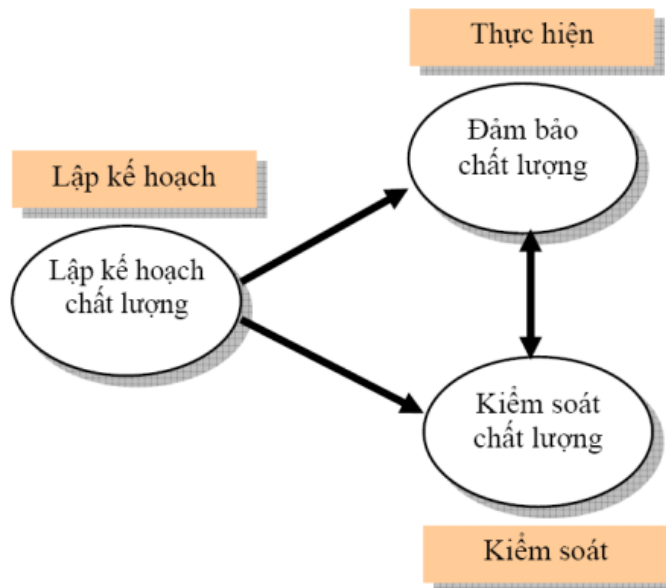 Thực hiện
Đảm bảo
chất lượng
Lập kế hoạch
Lập kế hoạch
chất lượng
Kiểm soát
chất lượng
Kiểm soát